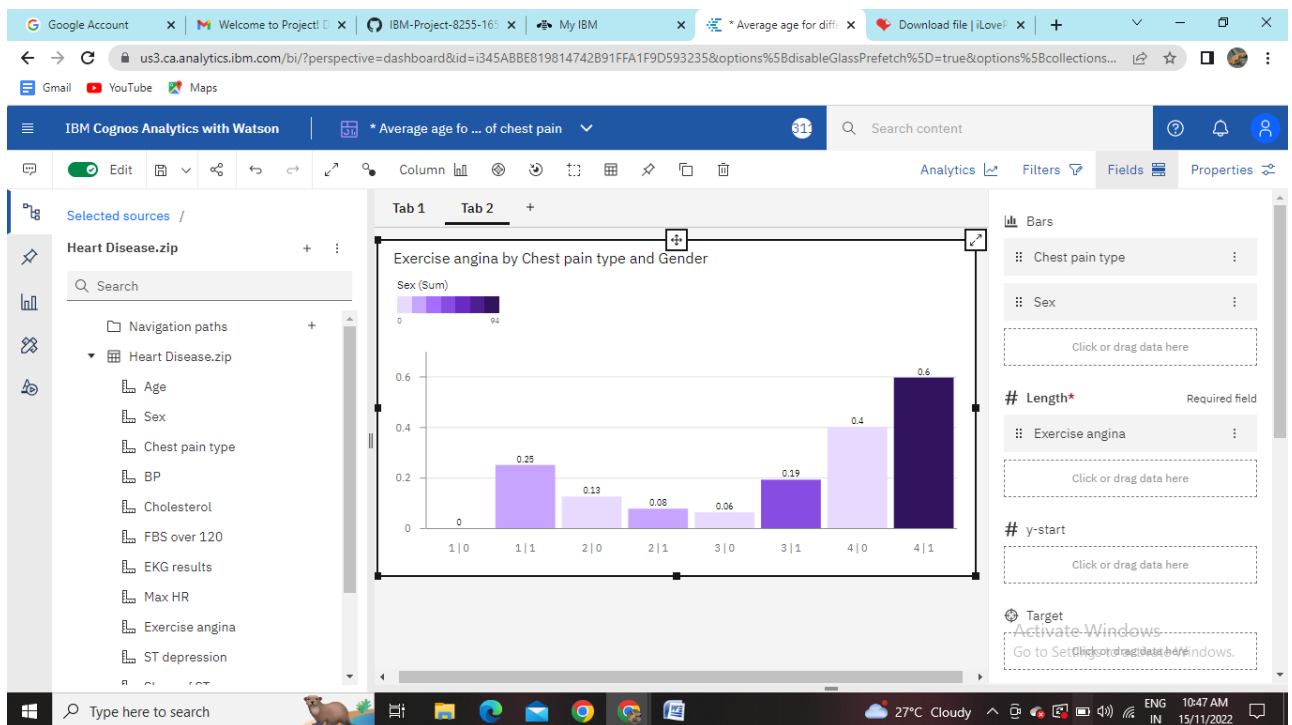 Google Account
Welcome to Project! D
IBM-Project-8255-165
My IBM
* Average age for diffe
Download file | iLoveP
us3.ca.analytics.ibm.com/bi/?perspective=dashboard&id=i345ABBE819814742B91FFA1F9D593235&options%5BdisableGlassPrefetch%5D=true&options%5Bcollections...
Gmail YouTube Maps
IBM Cognos Analytics with Watson
* Average age fo ... of chest pain
311
Search content
Edit
Column
Analytics
Filters
Fields
Properties
Selected sources /
Heart Disease.zip
Search
Navigation paths
Heart Disease.zip
Age
Sex
Chest pain type
BP
Cholesterol
FBS over 120
EKG results
Max HR
Exercise angina
ST depression
Tab 1 Tab 2 +
Exercise angina by Chest pain type and Gender
Sex (Sum)
0 94
0.6
0.4
0.2
0
0 0.25 0.13 0.08 0.06 0.19 0.4 0.6
1|0 1|1 2|0 2|1 3|0 3|1 4|0 4|1
Bars
Chest pain type
Sex
Click or drag data here
# Length* Required field
Exercise angina
Click or drag data here
# y-start
Click or drag data here
Target
Click or drag data here
Activate Windows
Go to Settings to activate Windows.
Type here to search
27°C Cloudy
ENG
IN
10:47 AM
15/11/2022